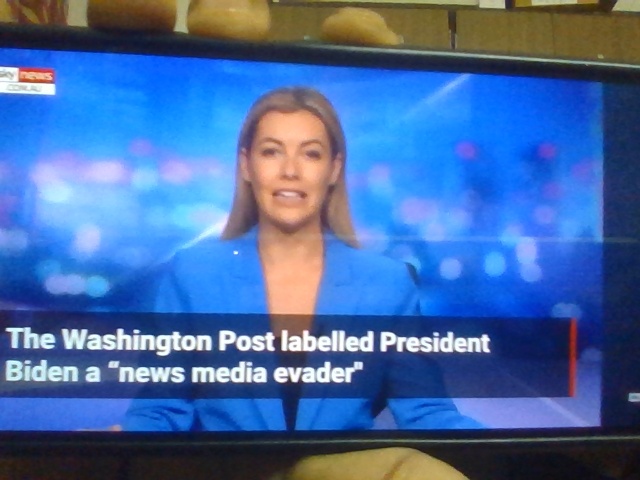 sky news
.COM.AU
The Washington Post labelled President
Biden a “news media evader"